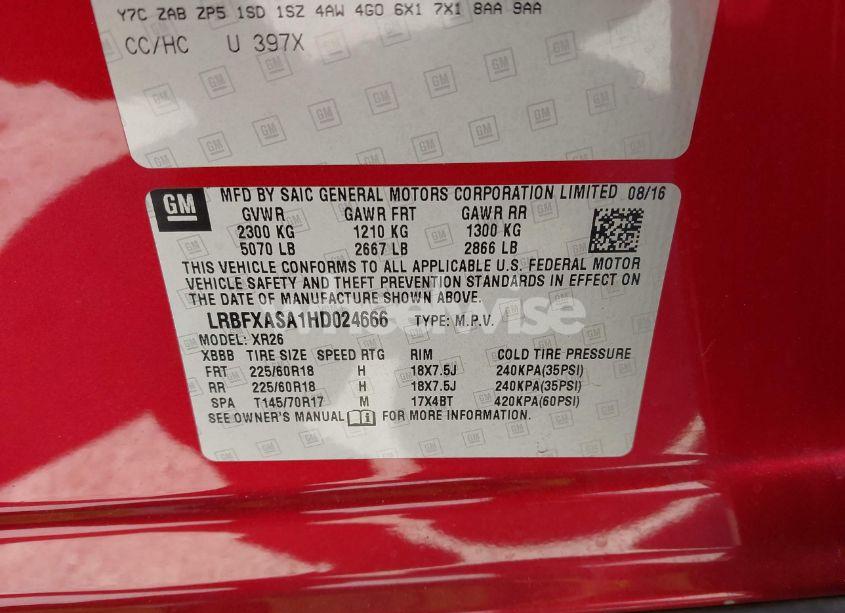 Y7C ZAB ZP5 1SD 1SZ 4AW 4G0 6X1 7X1 8AA 9AA
CC/HC U 397X
GM MFD BY SAIC GENERAL MOTORS CORPORATION LIMITED 08/16
GVWR GAWR FRT GAWR RR
2300 KG 1210 KG 1300 KG
5070 LB 2667 LB 2866 LB
THIS VEHICLE CONFORMS TO ALL APPLICABLE U.S. FEDERAL MOTOR
VEHICLE SAFETY AND THEFT PREVENTION STANDARDS IN EFFECT ON
THE DATE OF MANUFACTURE SHOWN ABOVE.
LRBFXASA1HD024666 TYPE: M.P.V.
MODEL: XR26
XBBB TIRE SIZE SPEED RTG RIM COLD TIRE PRESSURE
FRT 225/60R18 H 18X7.5J 240KPA(35PSI)
RR 225/60R18 H 18X7.5J 240KPA(35PSI)
SPA T145/70R17 M 17X4BT 420KPA(60PSI)
SEE OWNER'S MANUAL i FOR MORE INFORMATION.